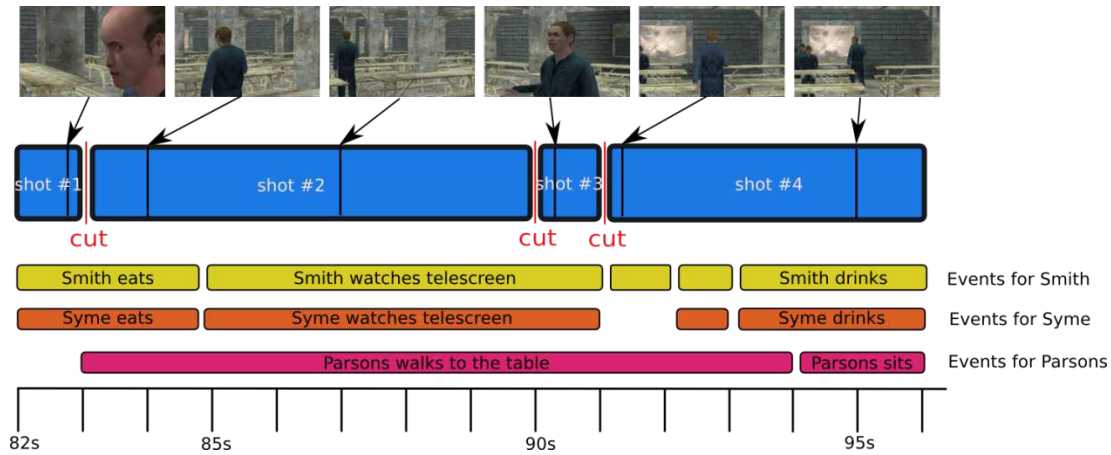 shot #1
shot #2
shot #3
shot #4
cut
cut
cut
Smith eats
Smith watches telescreen
Smith drinks
Events for Smith
Syme eats
Syme watches telescreen
Syme drinks
Events for Syme
Parsons walks to the table
Parsons sits
Events for Parsons
82s
85s
90s
95s